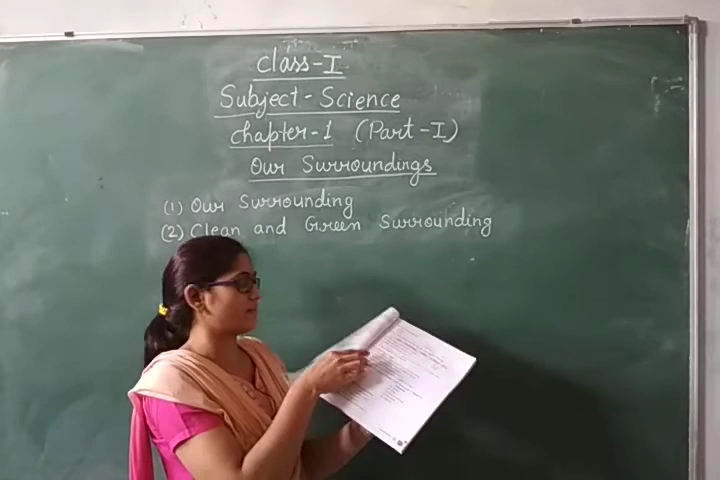 Class-I
Subject-Science
Chapter-1 (Part-I)
Our Surroundings
(1) Our Surrounding
(2) Clean and Green Surrounding